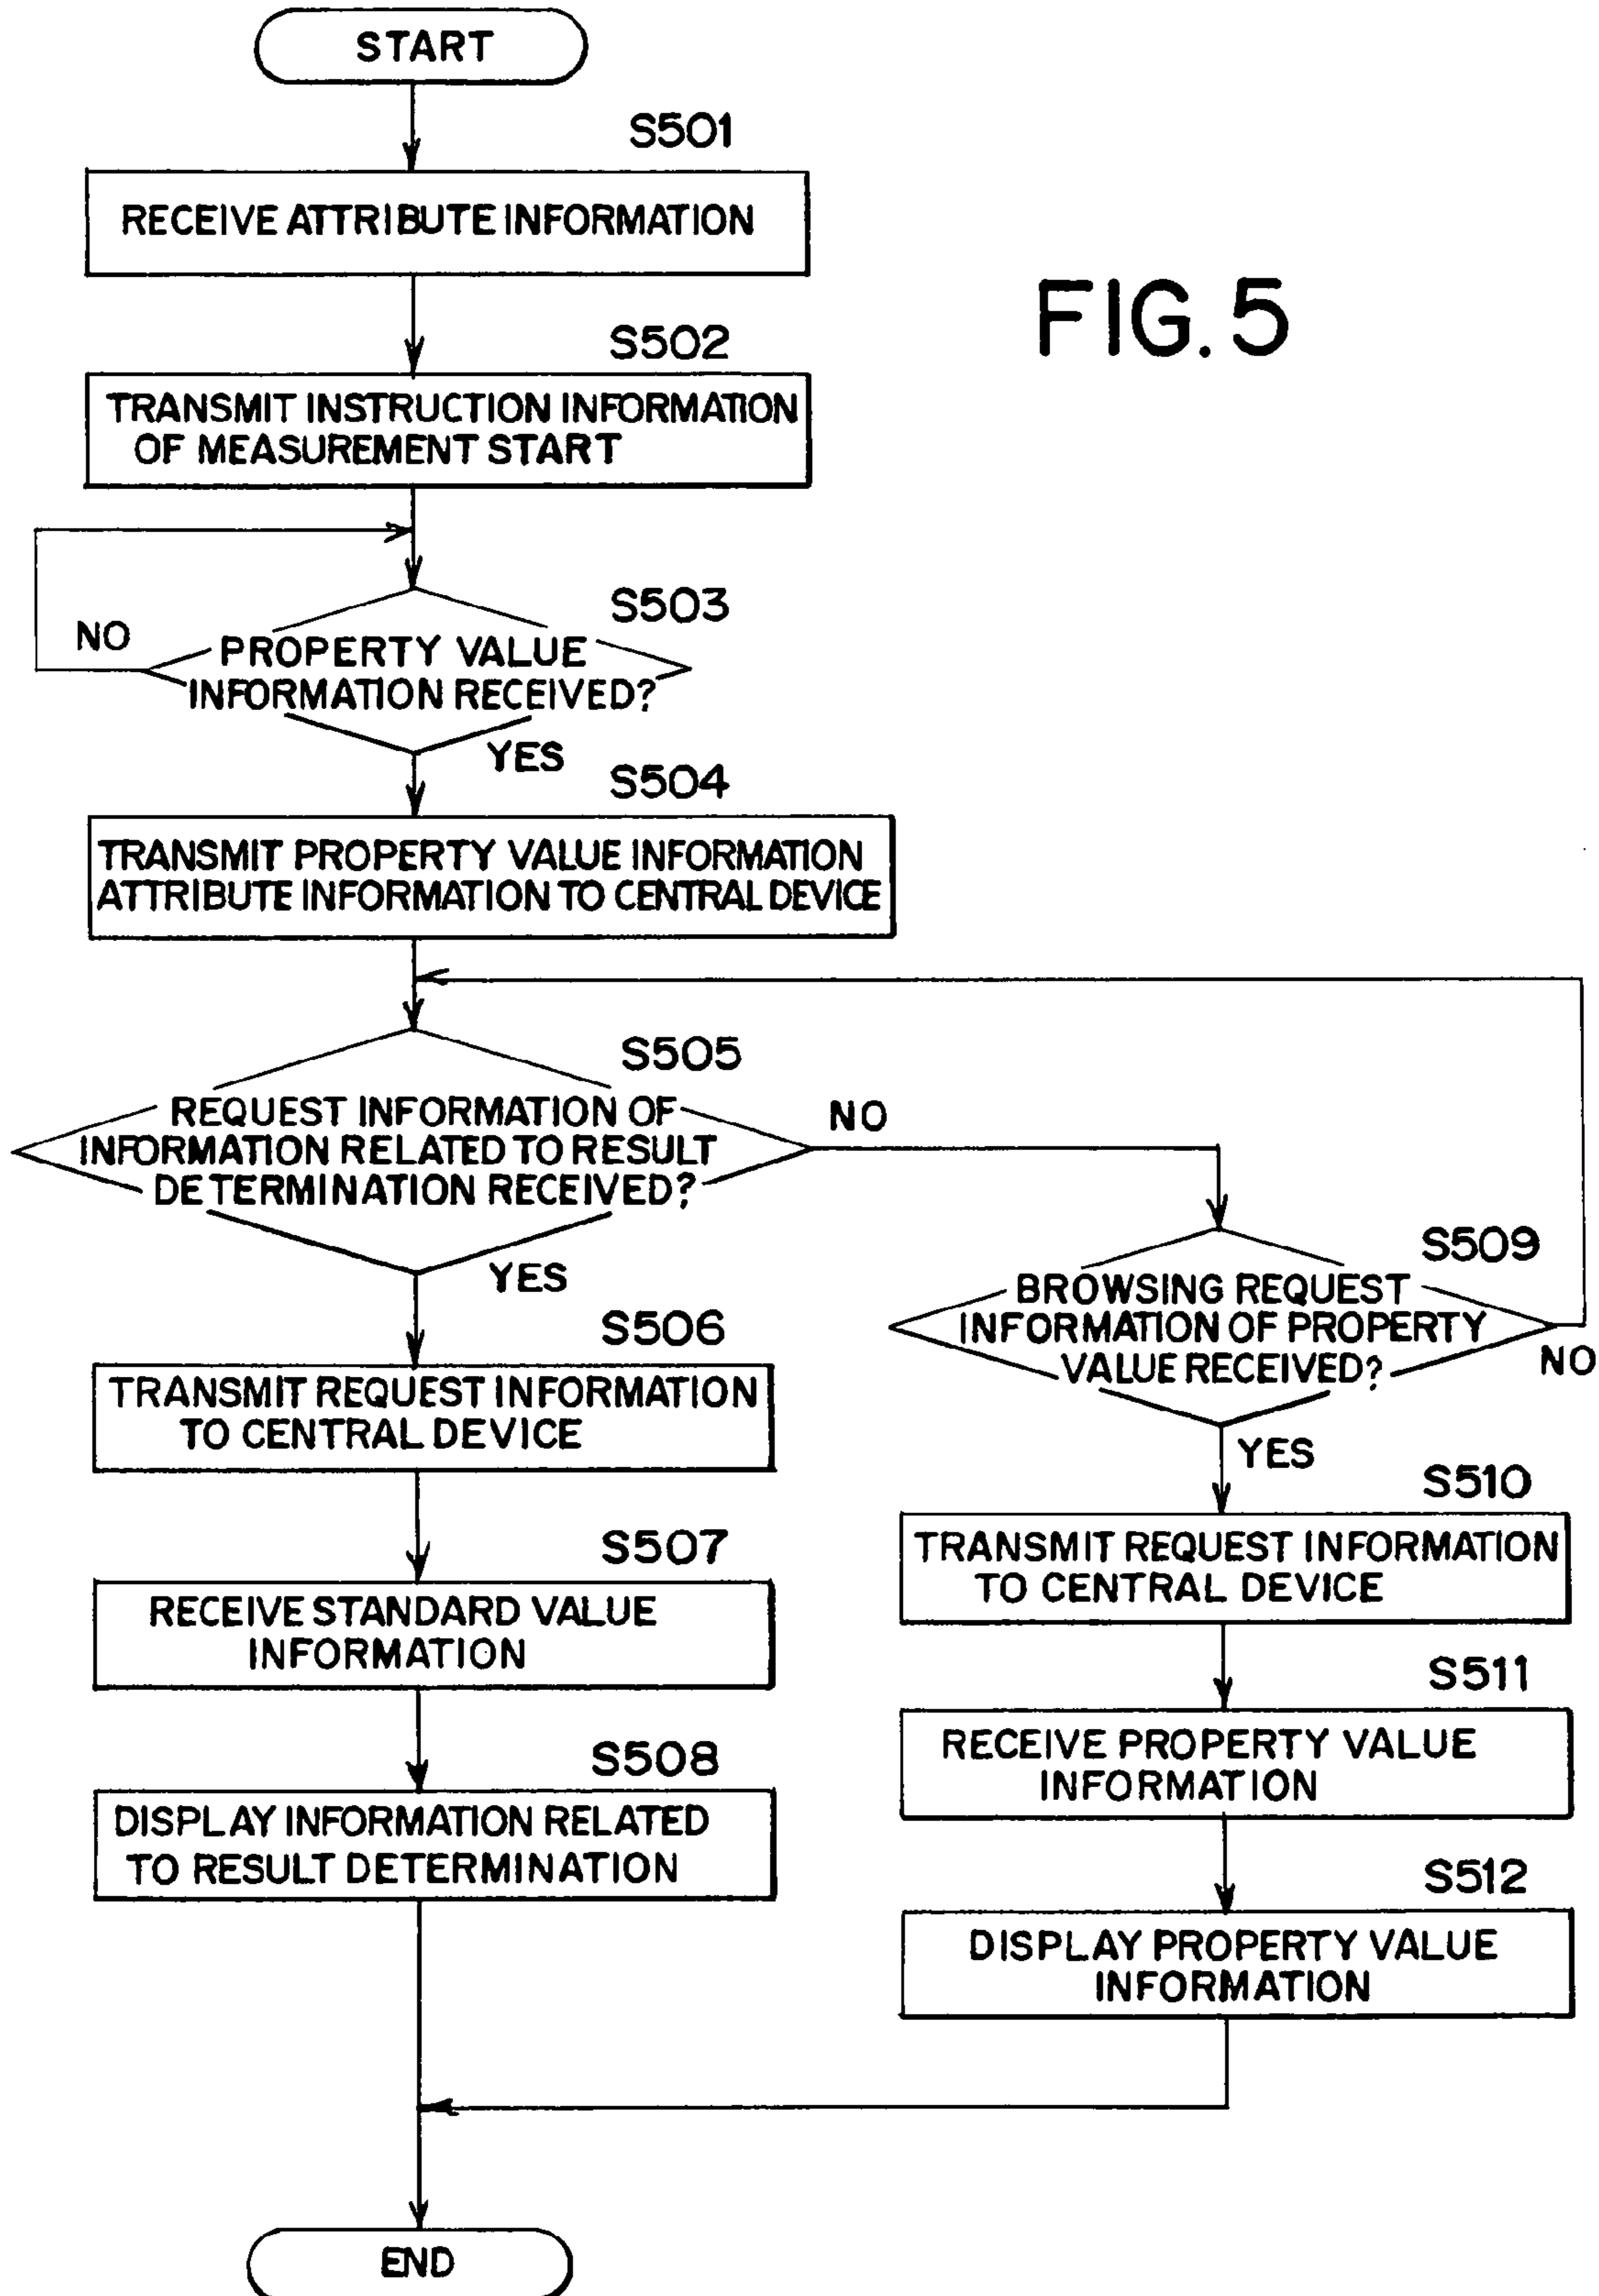 START
S501
RECEIVE ATTRIBUTE INFORMATION
FIG. 5
S502
TRANSMIT INSTRUCTION INFORMATION
OF MEASUREMENT START
S503
NO
PROPERTY VALUE
INFORMATION RECEIVED?
YES
S504
TRANSMIT PROPERTY VALUE INFORMATION
ATTRIBUTE INFORMATION TO CENTRAL DEVICE
S505
REQUEST INFORMATION OF
INFORMATION RELATED TO RESULT
DETERMINATION RECEIVED?
NO
YES
S506
TRANSMIT REQUEST INFORMATION
TO CENTRAL DEVICE
S507
RECEIVE STANDARD VALUE
INFORMATION
S508
DISPLAY INFORMATION RELATED
TO RESULT DETERMINATION
S509
BROWSING REQUEST
INFORMATION OF PROPERTY
VALUE RECEIVED?
NO
YES
S510
TRANSMIT REQUEST INFORMATION
TO CENTRAL DEVICE
S511
RECEIVE PROPERTY VALUE
INFORMATION
S512
DISPLAY PROPERTY VALUE
INFORMATION
END